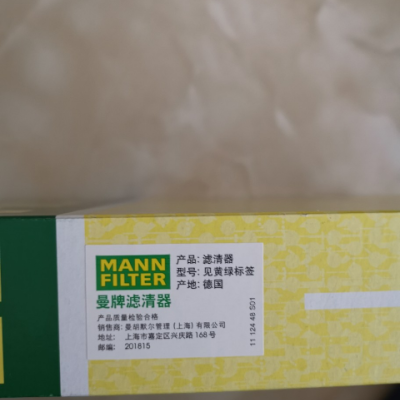 MANN
FILTER
产品: 滤清器
型号: 见黄绿标签
产地: 德国
曼牌滤清器
产品质量检验合格
销售商: 曼胡默尔管理 (上海) 有限公司
地址: 上海市嘉定区兴庆路 168 号
邮编: 201815
11 124 48 S01